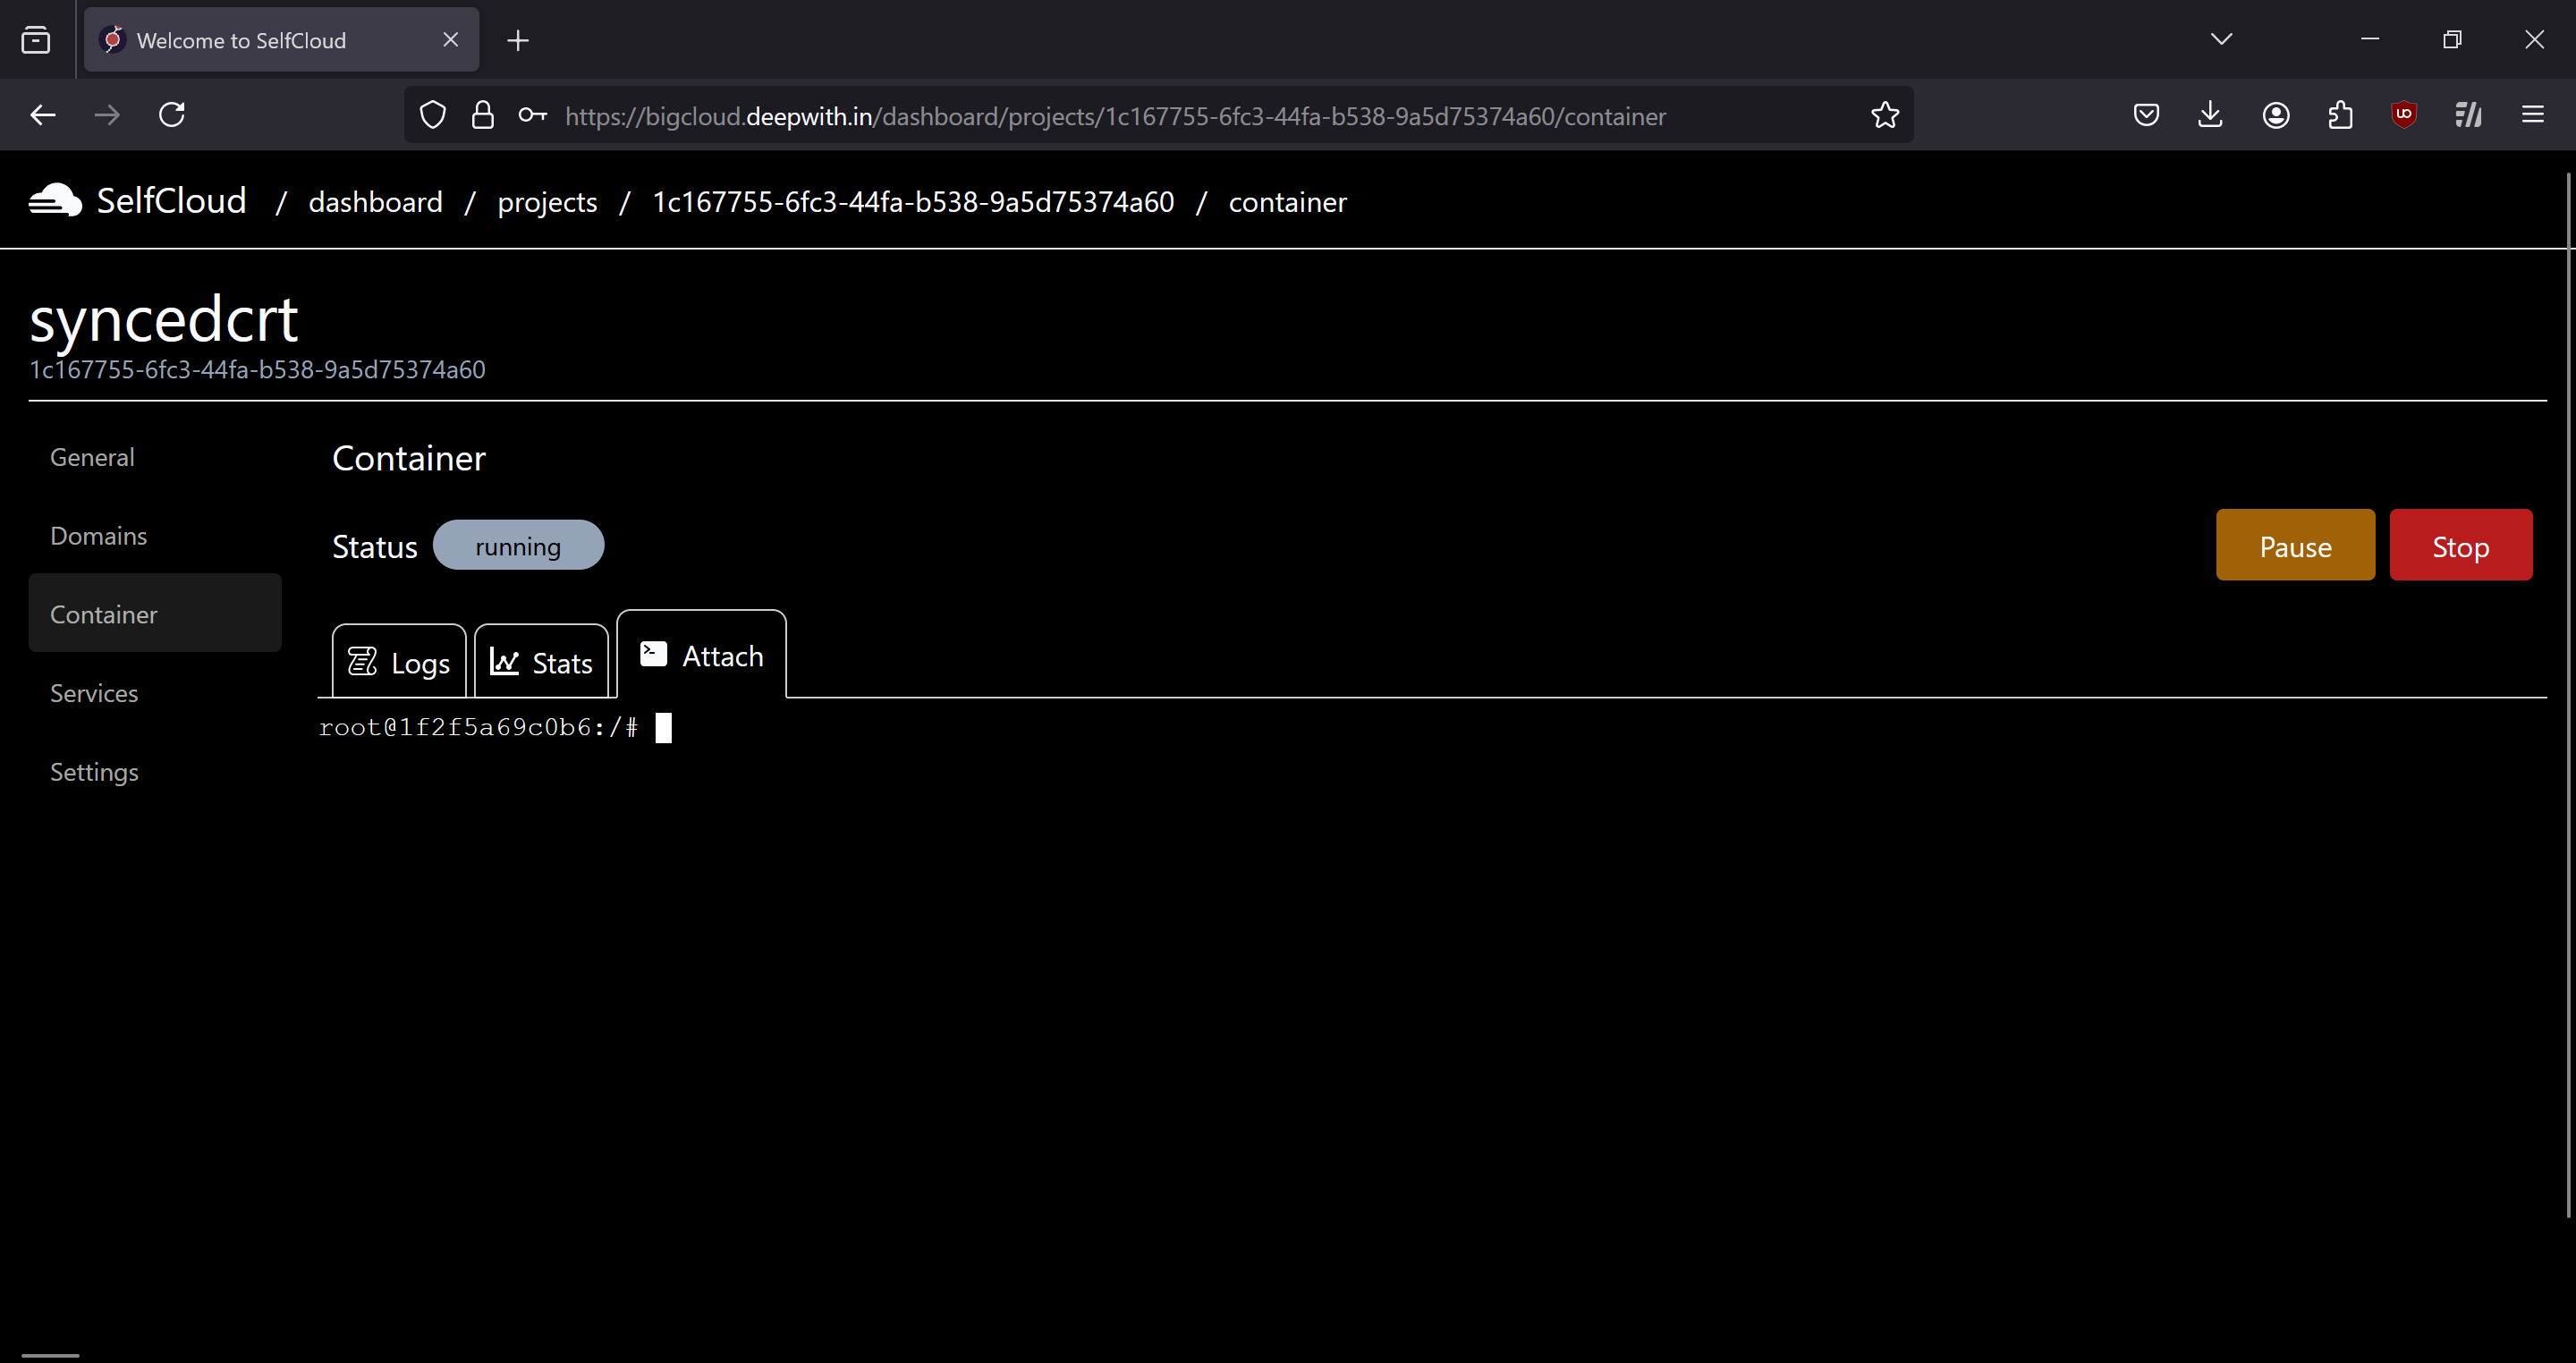 Welcome to SelfCloud
https://bigcloud.deepwith.in/dashboard/projects/1c167755-6fc3-44fa-b538-9a5d75374a60/container
SelfCloud / dashboard / projects / 1c167755-6fc3-44fa-b538-9a5d75374a60 / container
syncedcrt
1c167755-6fc3-44fa-b538-9a5d75374a60
General
Domains
Container
Services
Settings
Container
Status running
Pause Stop
Logs Stats Attach
root@1f2f5a69c0b6:/#